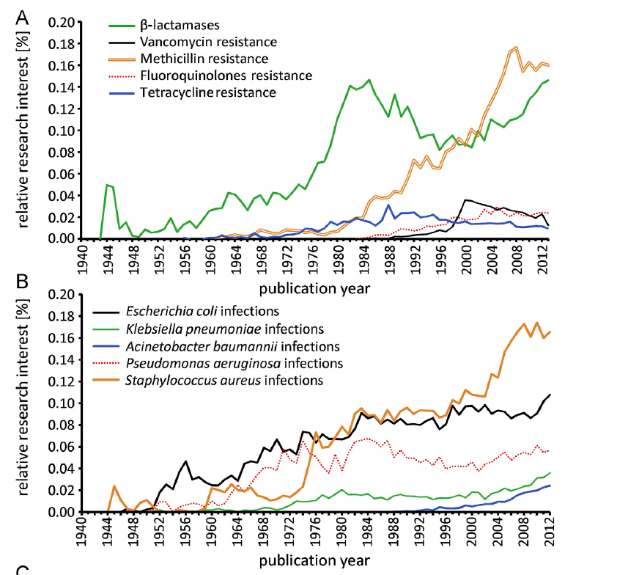 A
0.20
0.18
0.16
0.14
0.12
0.10
0.08
0.06
0.04
0.02
0.00
relative research interest [%]
β-lactamases
Vancomycin resistance
Methicillin resistance
Fluoroquinolones resistance
Tetracycline resistance
1940 1944 1948 1952 1956 1960 1964 1968 1972 1976 1980 1984 1988 1992 1996 2000 2004 2008 2012
publication year
B
0.20
0.18
0.16
0.14
0.12
0.10
0.08
0.06
0.04
0.02
0.00
relative research interest [%]
Escherichia coli infections
Klebsiella pneumoniae infections
Acinetobacter baumannii infections
Pseudomonas aeruginosa infections
Staphylococcus aureus infections
1940 1944 1948 1952 1956 1960 1964 1968 1972 1976 1980 1984 1988 1992 1996 2000 2004 2008 2012
publication year